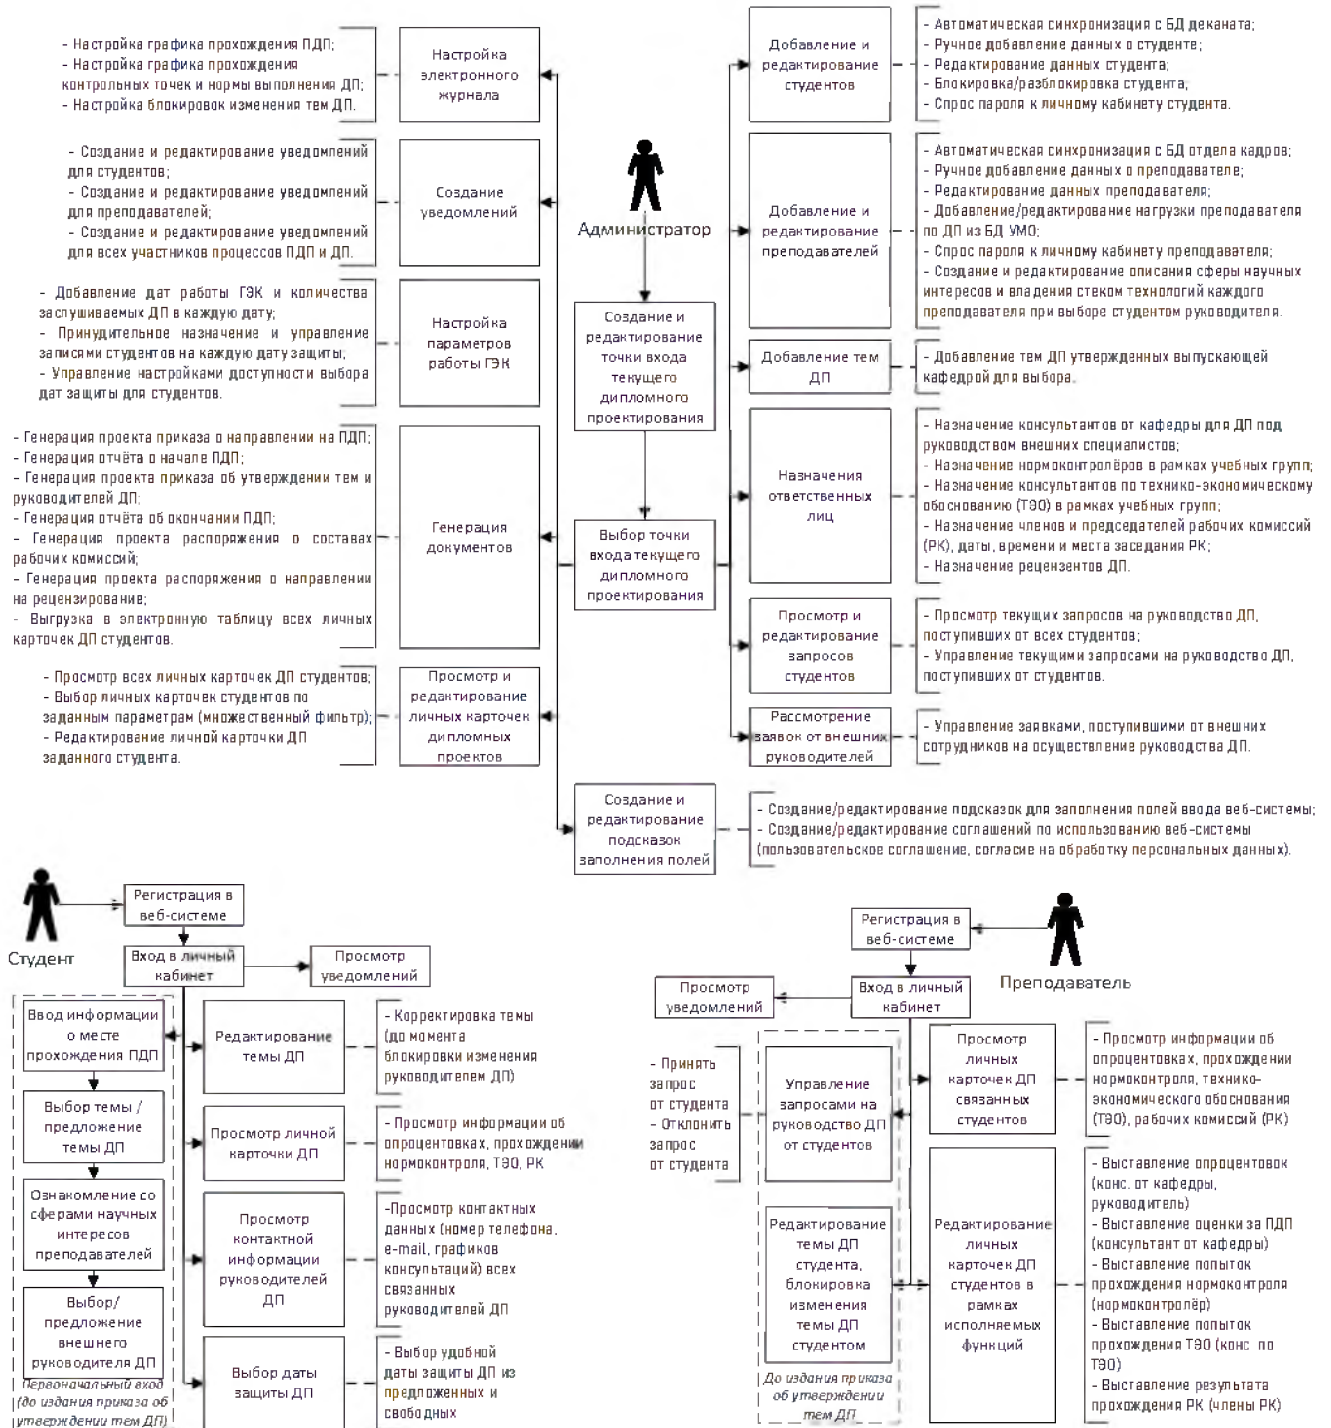 - Настройка графика прохождения ПДП;
- Настройка графика прохождения
контрольных точек и нормы выполнения ДП;
- Настройка блокировок изменения тем ДП.
Настройка
электронного
журнала
- Создание и редактирование уведомлений
для студентов;
- Создание и редактирование уведомлений
для преподавателей;
- Создание и редактирование уведомлений
для всех участников процессов ПДП и ДП.
Создание
уведомлений
- Добавление дат работы ГЭК и количества
заслушиваемых ДП в каждую дату;
- Принудительное назначение и управление
записями студентов на каждую дату защиты;
- Управление настройками доступности выбора
дат защиты для студентов.
Настройка
параметров
работы ГЭК
- Генерация проекта приказа о направлении на ПДП;
- Генерация отчёта о начале ПДП;
- Генерация проекта приказа об утверждении тем и
руководителей ДП;
- Генерация отчёта об окончании ПДП;
- Генерация проекта распоряжения о составах
рабочих комиссий;
- Генерация проекта распоряжения о направлении
на рецензирование;
- Выгрузка в электронную таблицу всех личных
карточек ДП студентов.
Генерация
документов
- Просмотр всех личных карточек ДП студентов;
- Выбор личных карточек студентов по
заданным параметрам (множественный фильтр);
- Редактирование личной карточки ДП
заданного студента.
Просмотр и
редактирование
личных карточек
дипломных
проектов
Администратор
Создание и
редактирование
точки входа
текущего
дипломного
проектирования
Выбор точки
входа текущего
дипломного
проектирования
Добавление и
редактирование
студентов
- Автоматическая синхронизация с БД деканата;
- Ручное добавление данных о студенте;
- Редактирование данных студента;
- Блокировка/разблокировка студента;
- Спрос пароля к личному кабинету студента.
Добавление и
редактирование
преподавателей
- Автоматическая синхронизация с БД отдела кадров;
- Ручное добавление данных о преподавателе;
- Редактирование данных преподавателя;
- Добавление/редактирование нагрузки преподавателя
по ДП из БД УМО;
- Спрос пароля к личному кабинету преподавателя;
- Создание и редактирование описания сферы научных
интересов и владения стеком технологий каждого
преподавателя при выборе студентом руководителя.
Добавление тем
ДП
- Добавление тем ДП утвержденных выпускающей
кафедрой для выбора.
Назначения
ответственных
лиц
- Назначение консультантов от кафедры для ДП под
руководством внешних специалистов;
- Назначение нормоконтролёров в рамках учебных групп;
- Назначение консультантов по технико-экономическому
обоснованию (ТЭО) в рамках учебных групп;
- Назначение членов и председателей рабочих комиссий
(РК), даты, времени и места заседания РК;
- Назначение рецензентов ДП.
Просмотр и
редактирование
запросов
студентов
- Просмотр текущих запросов на руководство ДП,
поступивших от всех студентов;
- Управление текущими запросами на руководство ДП,
поступивших от студентов.
Рассмотрение
заявок от внешних
руководителей
- Управление заявками, поступившими от внешних
сотрудников на осуществление руководства ДП.
Создание и
редактирование
подсказок
заполнения полей
- Создание/редактирование подсказок для заполнения полей ввода веб-системы;
- Создание/редактирование соглашений по использованию веб-системы
(пользовательское соглашение, согласие на обработку персональных данных).
Студент
Регистрация в
веб-системе
Вход в личный
кабинет
Просмотр
уведомлений
Ввод информации
о месте
прохождения ПДП
Выбор темы /
предложение
темы ДП
Ознакомление со
сферами научных
интересов
преподавателей
Выбор/
предложение
внешнего
руководителя ДП
Первоначальный вход
(до издания приказа об
утверждении тем ДП)
Редактирование
темы ДП
- Корректировка темы
(до момента
блокировки изменения
руководителем ДП)
Просмотр личной
карточки ДП
- Просмотр информации об
опроцентовках, прохождении
нормоконтроля, ТЭО, РК
Просмотр
контактной
информации
руководителей
ДП
-Просмотр контактных
данных (номер телефона,
e-mail, графиков
консультаций) всех
связанных
руководителей ДП
Выбор даты
защиты ДП
- Выбор удобной
даты защиты ДП из
предложенных и
свободных
Преподаватель
Регистрация в
веб-системе
Вход в личный
кабинет
Просмотр
уведомлений
- Принять
запрос
от студента
- Отклонить
запрос
от студента
Управление
запросами на
руководство ДП
от студентов
Редактирование
темы ДП
студента,
блокировка
изменения
темы ДП
студентом
До издания приказа
об утверждении
тем ДП
Просмотр
личных
карточек ДП
связанных
студентов
- Просмотр информации об
опроцентовках, прохождении
нормоконтроля, технико-
экономического обоснования
(ТЭО), рабочих комиссий (РК)
Редактирование
личных
карточек ДП
студентов в
рамках
исполняемых
функций
- Выставление опроцентовок
(конс. от кафедры,
руководитель)
- Выставление оценки за ПДП
(консультант от кафедры)
- Выставление попыток
прохождения нормоконтроля
(нормоконтролёр)
- Выставление попыток
прохождения ТЭО (конс. по
ТЭО)
- Выставление результата
прохождения РК (члены РК)